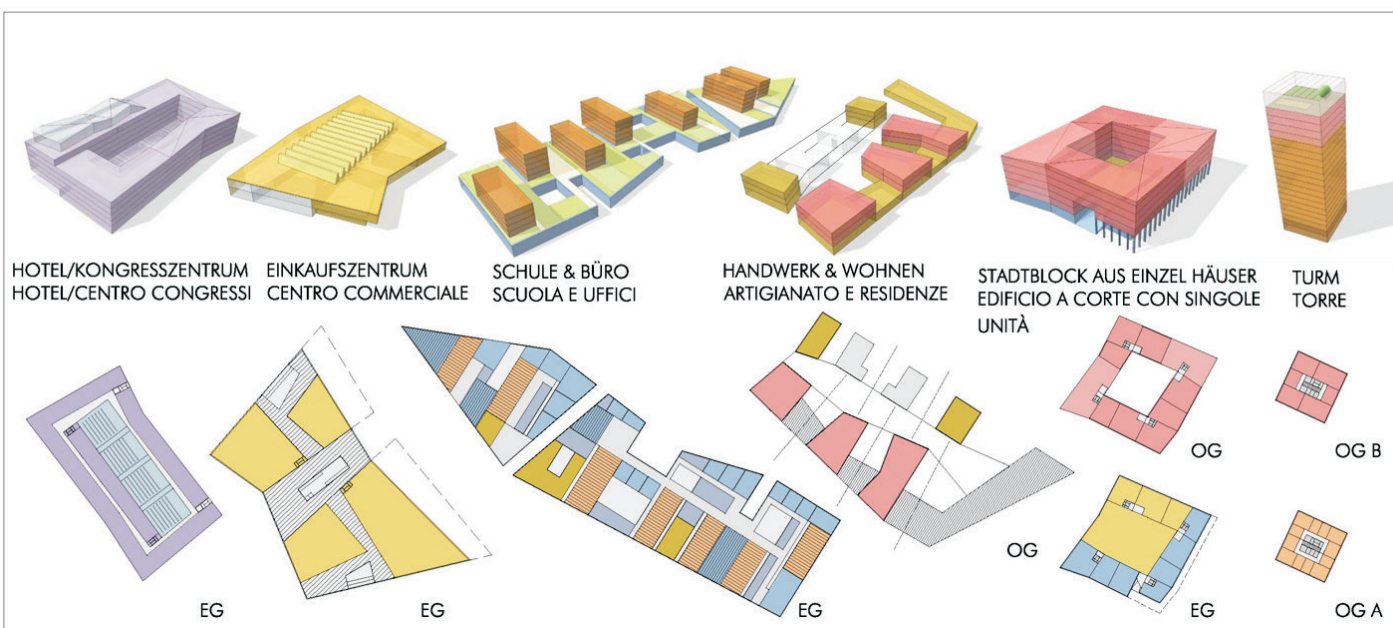 HOTEL/KONGRESSZENTRUM
HOTEL/CENTRO CONGRESSI
EINKAUFSZENTRUM
CENTRO COMMERCIALE
SCHULE & BÜRO
SCUOLA E UFFICI
HANDWERK & WOHNEN
ARTIGIANATO E RESIDENZE
STADTBLOCK AUS EINZEL HÄUSER
EDIFICIO A CORTE CON SINGOLE
UNITÀ
TURM
TORRE
OG
OG B
OG
EG
EG
EG
EG
OG A